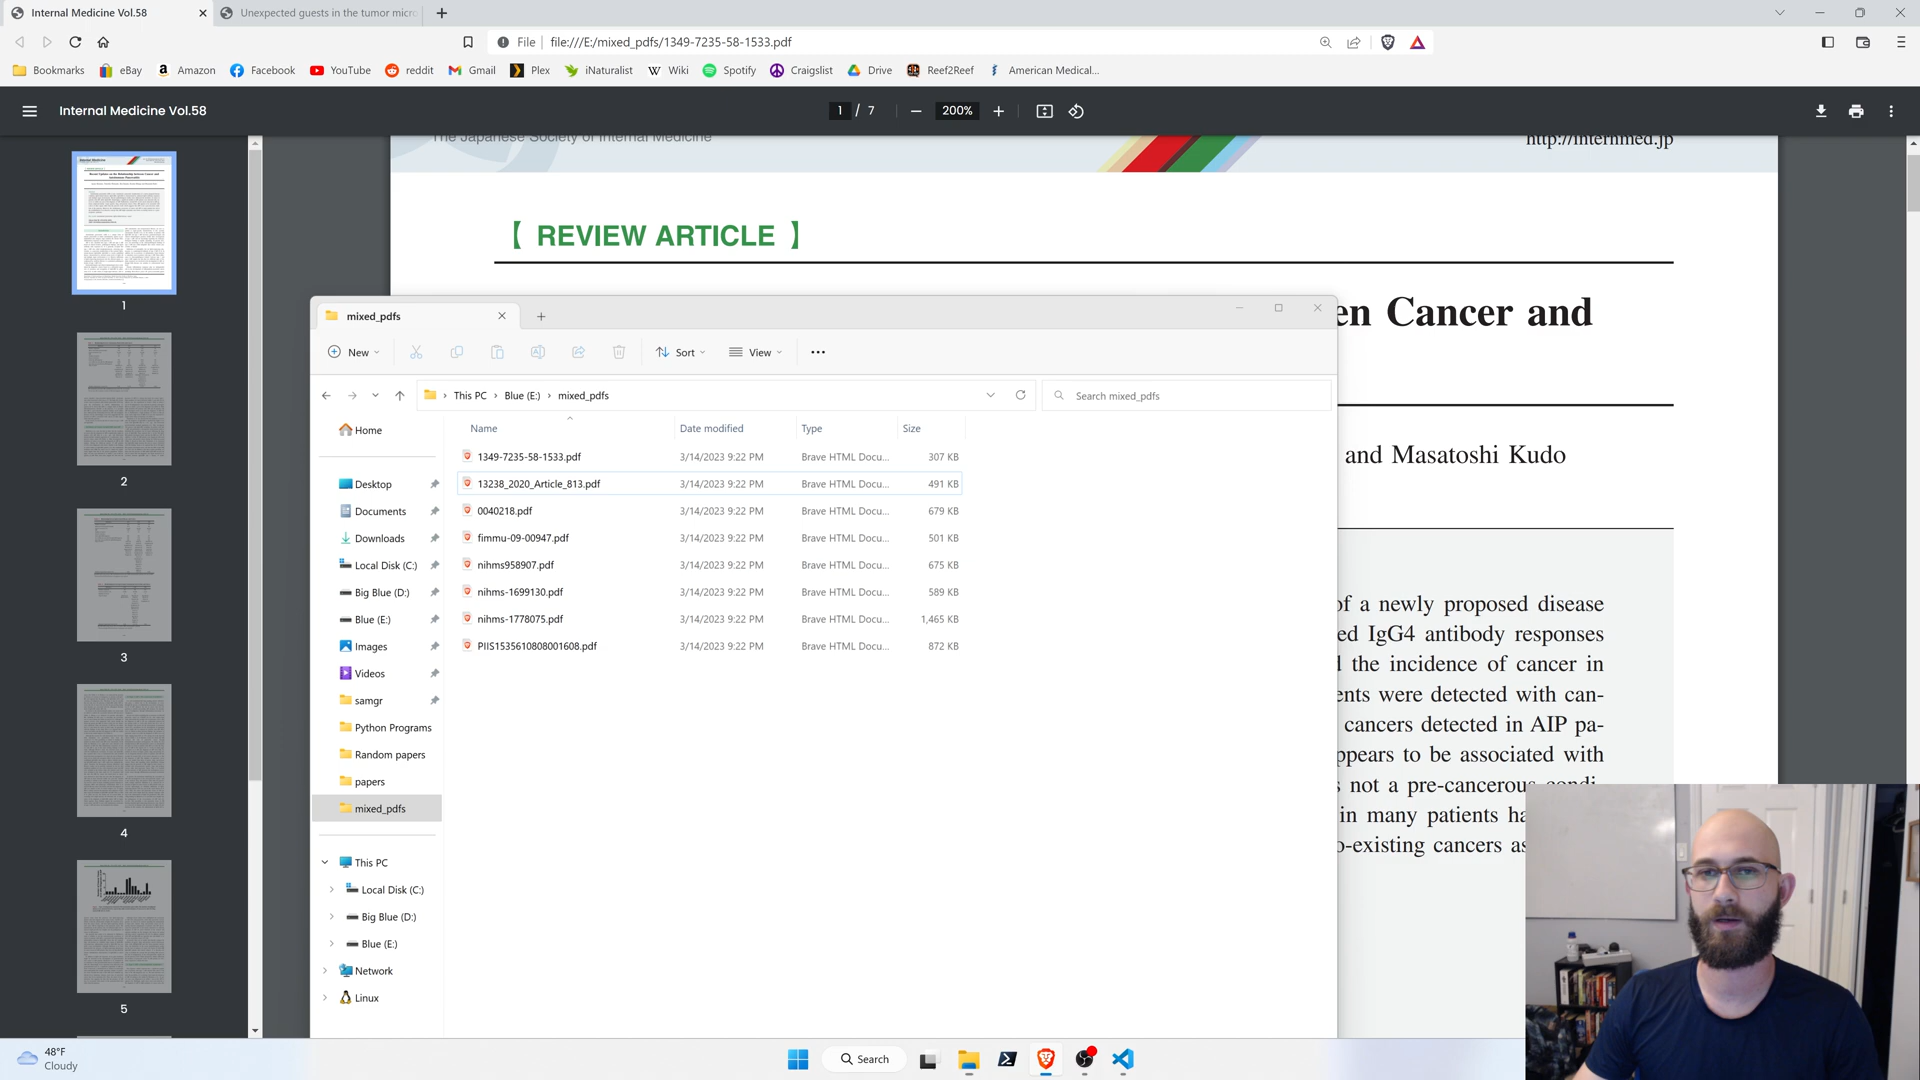 Internal Medicine Vol.58
Unexpected guests in the tumor micro
File
file:///E:/mixed_pdfs/1349-7235-58-1533.pdf
Bookmarks eBay Amazon Facebook YouTube reddit Gmail Plex iNaturalist Wiki Spotify Craigslist Drive Reef2Reef American Medical...
Internal Medicine Vol.58
1 / 7
200%
The Japanese Society of Internal Medicine
http://internmed.jp
【 REVIEW ARTICLE 】
en Cancer and
and Masatoshi Kudo
of a newly proposed disease
ed IgG4 antibody responses
the incidence of cancer in
ents were detected with can-
cancers detected in AIP pa-
ppears to be associated with
not a pre-cancerous condi-
in many patients ha
o-existing cancers as
1
2
3
4
5
mixed_pdfs
New
Sort
View
This PC
Blue (E:)
mixed_pdfs
Search mixed_pdfs
Name Date modified Type Size
1349-7235-58-1533.pdf 3/14/2023 9:22 PM Brave HTML Docu... 307 KB
13238_2020_Article_813.pdf 3/14/2023 9:22 PM Brave HTML Docu... 491 KB
0040218.pdf 3/14/2023 9:22 PM Brave HTML Docu... 679 KB
fimmu-09-00947.pdf 3/14/2023 9:22 PM Brave HTML Docu... 501 KB
nihms958907.pdf 3/14/2023 9:22 PM Brave HTML Docu... 675 KB
nihms-1699130.pdf 3/14/2023 9:22 PM Brave HTML Docu... 589 KB
nihms-1778075.pdf 3/14/2023 9:22 PM Brave HTML Docu... 1,465 KB
PIIS1535610808001608.pdf 3/14/2023 9:22 PM Brave HTML Docu... 872 KB
Home
Desktop
Documents
Downloads
Local Disk (C:)
Big Blue (D:)
Blue (E:)
Images
Videos
samgr
Python Programs
Random papers
papers
mixed_pdfs
This PC
Local Disk (C:)
Big Blue (D:)
Blue (E:)
Network
Linux
48°F
Cloudy
Search